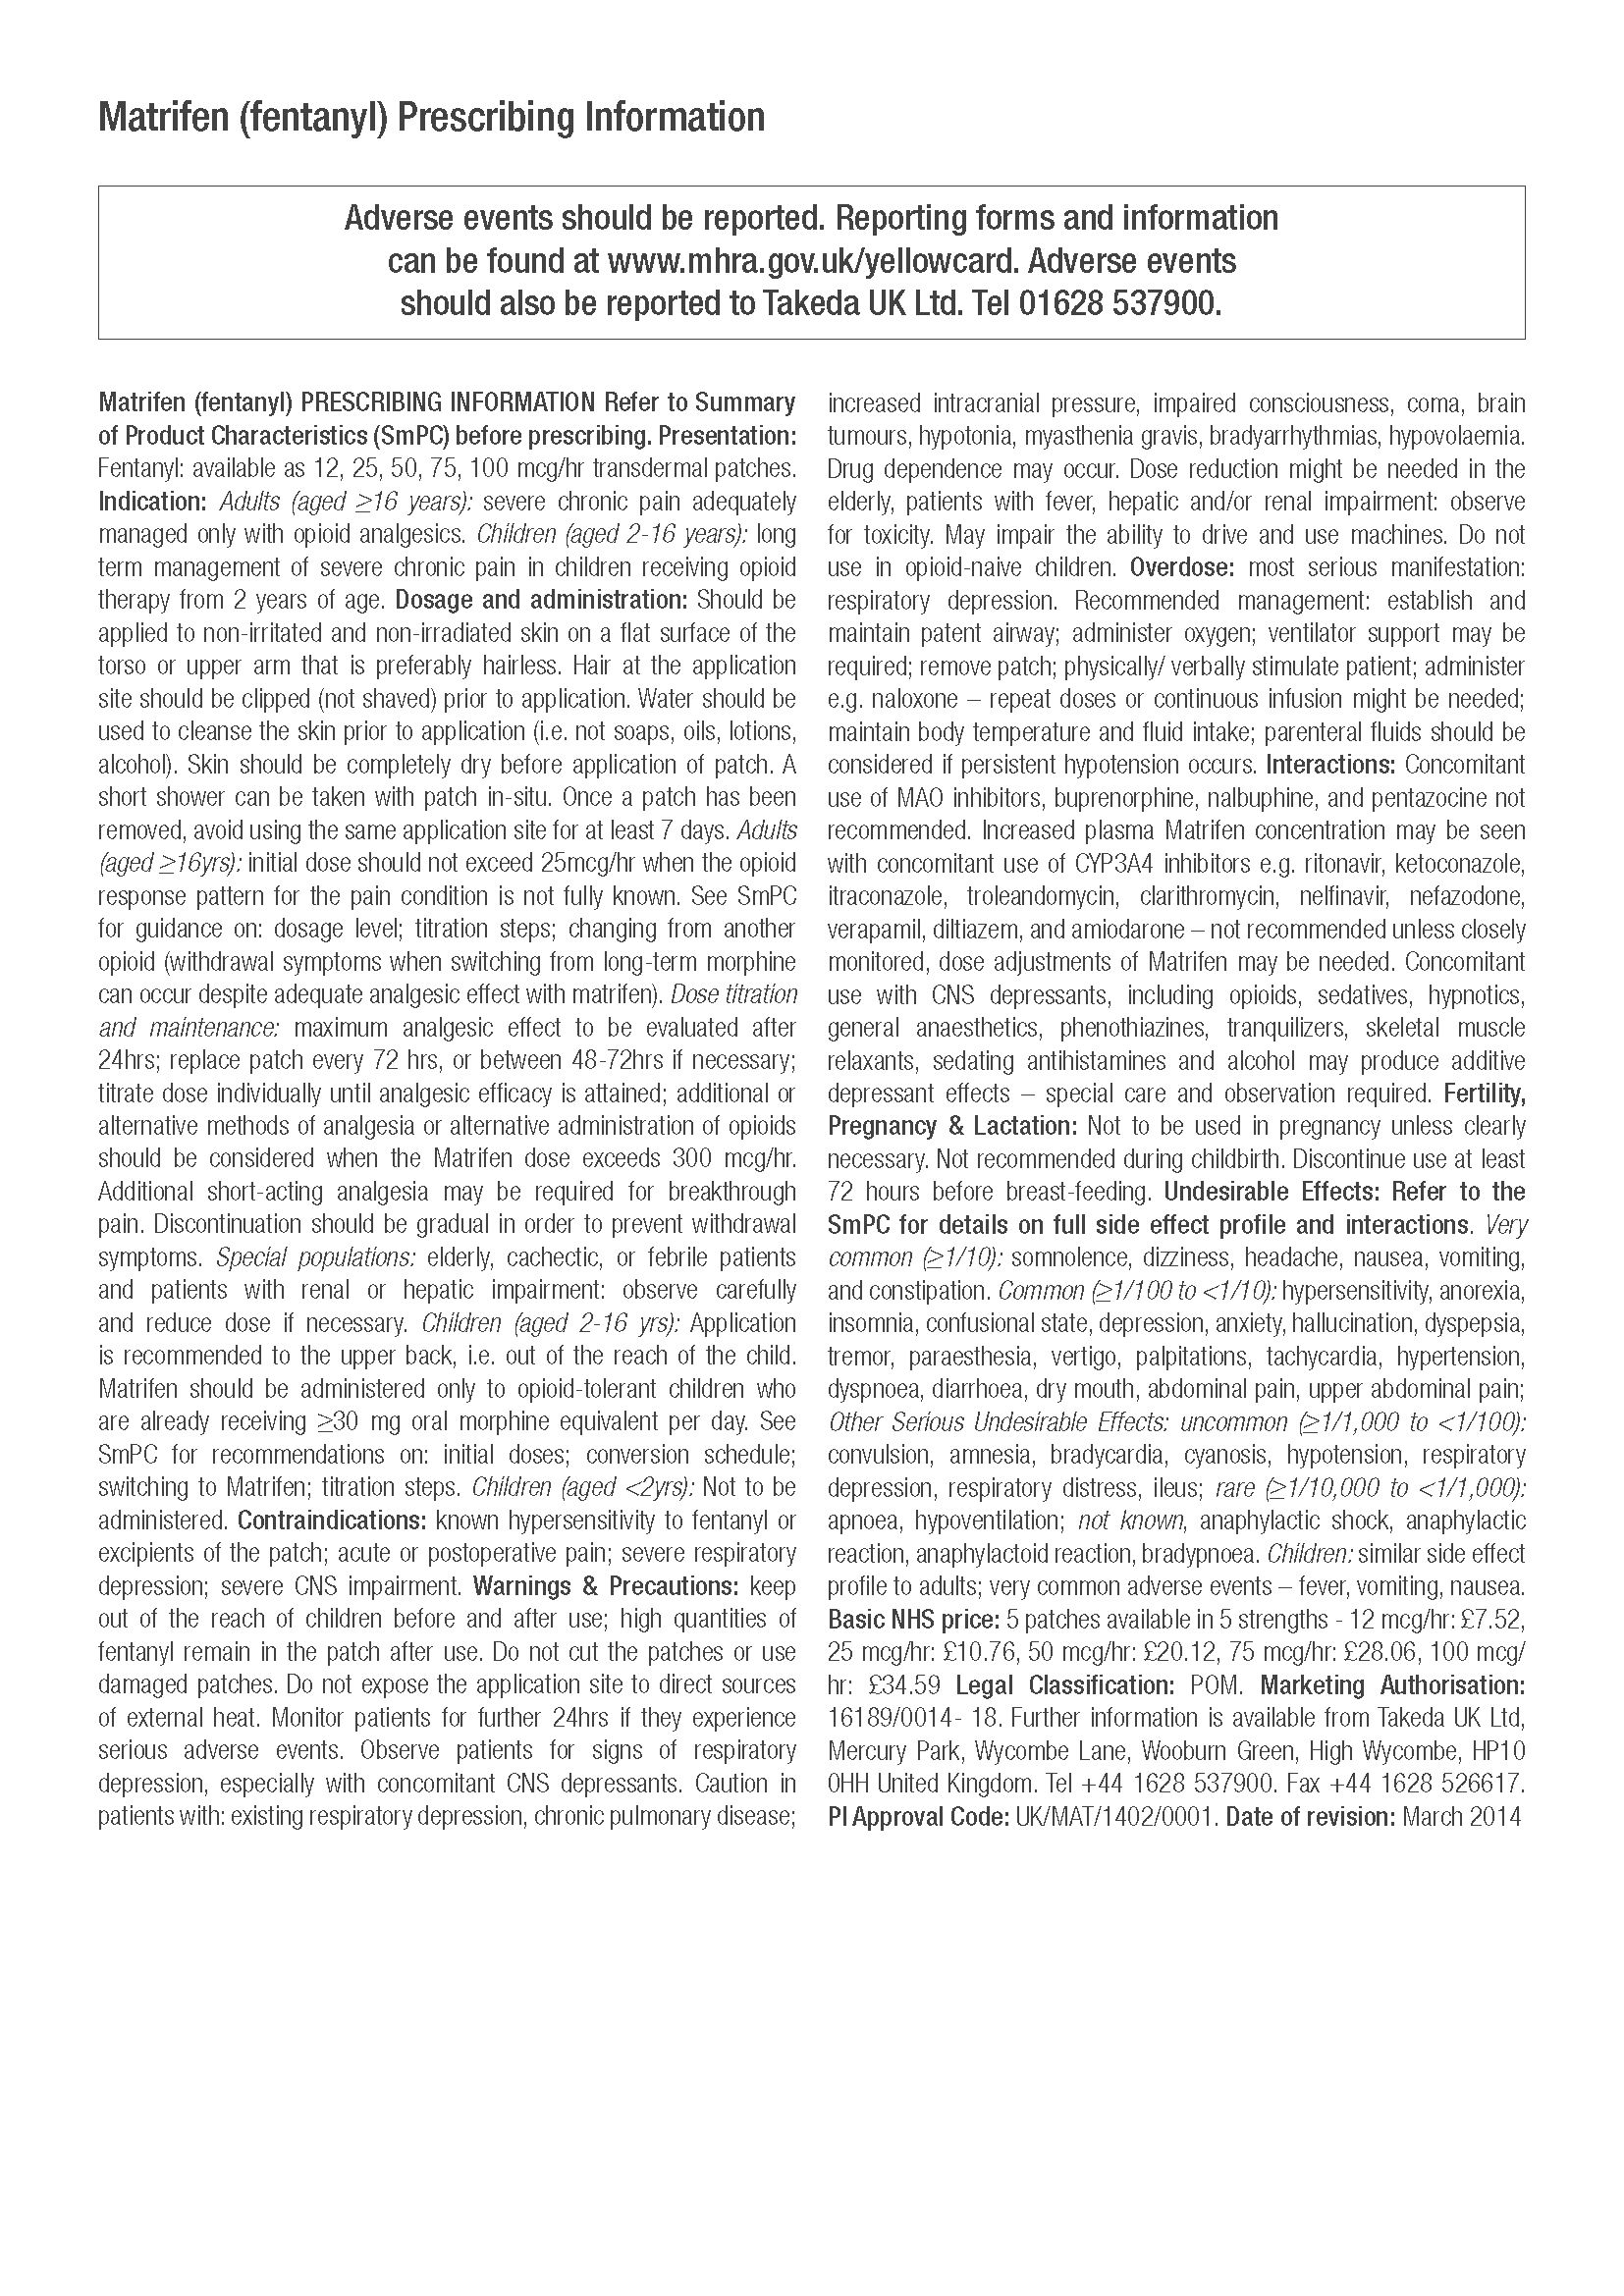 Matrifen (fentanyl) Prescribing Information
Adverse events should be reported. Reporting forms and information
can be found at www.mhra.gov.uk/yellowcard. Adverse events
should also be reported to Takeda UK Ltd. Tel 01628 537900.
Matrifen (fentanyl) PRESCRIBING INFORMATION Refer to Summary
of Product Characteristics (SmPC) before prescribing. Presentation:
Fentanyl: available as 12, 25, 50, 75, 100 mcg/hr transdermal patches.
Indication: Adults (aged ≥16 years): severe chronic pain adequately
managed only with opioid analgesics. Children (aged 2-16 years): long
term management of severe chronic pain in children receiving opioid
therapy from 2 years of age. Dosage and administration: Should be
applied to non-irritated and non-irradiated skin on a flat surface of the
torso or upper arm that is preferably hairless. Hair at the application
site should be clipped (not shaved) prior to application. Water should be
used to cleanse the skin prior to application (i.e. not soaps, oils, lotions,
alcohol). Skin should be completely dry before application of patch. A
short shower can be taken with patch in-situ. Once a patch has been
removed, avoid using the same application site for at least 7 days. Adults
(aged ≥16yrs): initial dose should not exceed 25mcg/hr when the opioid
response pattern for the pain condition is not fully known. See SmPC
for guidance on: dosage level; titration steps; changing from another
opioid (withdrawal symptoms when switching from long-term morphine
can occur despite adequate analgesic effect with matrifen). Dose titration
and maintenance: maximum analgesic effect to be evaluated after
24hrs; replace patch every 72 hrs, or between 48-72hrs if necessary;
titrate dose individually until analgesic efficacy is attained; additional or
alternative methods of analgesia or alternative administration of opioids
should be considered when the Matrifen dose exceeds 300 mcg/hr.
Additional short-acting analgesia may be required for breakthrough
pain. Discontinuation should be gradual in order to prevent withdrawal
symptoms. Special populations: elderly, cachectic, or febrile patients
and patients with renal or hepatic impairment: observe carefully
and reduce dose if necessary. Children (aged 2-16 yrs): Application
is recommended to the upper back, i.e. out of the reach of the child.
Matrifen should be administered only to opioid-tolerant children who
are already receiving ≥30 mg oral morphine equivalent per day. See
SmPC for recommendations on: initial doses; conversion schedule;
switching to Matrifen; titration steps. Children (aged <2yrs): Not to be
administered. Contraindications: known hypersensitivity to fentanyl or
excipients of the patch; acute or postoperative pain; severe respiratory
depression; severe CNS impairment. Warnings & Precautions: keep
out of the reach of children before and after use; high quantities of
fentanyl remain in the patch after use. Do not cut the patches or use
damaged patches. Do not expose the application site to direct sources
of external heat. Monitor patients for further 24hrs if they experience
serious adverse events. Observe patients for signs of respiratory
depression, especially with concomitant CNS depressants. Caution in
patients with: existing respiratory depression, chronic pulmonary disease;
increased intracranial pressure, impaired consciousness, coma, brain
tumours, hypotonia, myasthenia gravis, bradyarrhythmias, hypovolaemia.
Drug dependence may occur. Dose reduction might be needed in the
elderly, patients with fever, hepatic and/or renal impairment: observe
for toxicity. May impair the ability to drive and use machines. Do not
use in opioid-naive children. Overdose: most serious manifestation:
respiratory depression. Recommended management: establish and
maintain patent airway; administer oxygen; ventilator support may be
required; remove patch; physically/ verbally stimulate patient; administer
e.g. naloxone – repeat doses or continuous infusion might be needed;
maintain body temperature and fluid intake; parenteral fluids should be
considered if persistent hypotension occurs. Interactions: Concomitant
use of MAO inhibitors, buprenorphine, nalbuphine, and pentazocine not
recommended. Increased plasma Matrifen concentration may be seen
with concomitant use of CYP3A4 inhibitors e.g. ritonavir, ketoconazole,
itraconazole, troleandomycin, clarithromycin, nelfinavir, nefazodone,
verapamil, diltiazem, and amiodarone – not recommended unless closely
monitored, dose adjustments of Matrifen may be needed. Concomitant
use with CNS depressants, including opioids, sedatives, hypnotics,
general anaesthetics, phenothiazines, tranquilizers, skeletal muscle
relaxants, sedating antihistamines and alcohol may produce additive
depressant effects – special care and observation required. Fertility,
Pregnancy & Lactation: Not to be used in pregnancy unless clearly
necessary. Not recommended during childbirth. Discontinue use at least
72 hours before breast-feeding. Undesirable Effects: Refer to the
SmPC for details on full side effect profile and interactions. Very
common (≥1/10): somnolence, dizziness, headache, nausea, vomiting,
and constipation. Common (≥1/100 to <1/10): hypersensitivity, anorexia,
insomnia, confusional state, depression, anxiety, hallucination, dyspepsia,
tremor, paraesthesia, vertigo, palpitations, tachycardia, hypertension,
dyspnoea, diarrhoea, dry mouth, abdominal pain, upper abdominal pain;
Other Serious Undesirable Effects: uncommon (≥1/1,000 to <1/100):
convulsion, amnesia, bradycardia, cyanosis, hypotension, respiratory
depression, respiratory distress, ileus; rare (≥1/10,000 to <1/1,000):
apnoea, hypoventilation; not known, anaphylactic shock, anaphylactic
reaction, anaphylactoid reaction, bradypnoea. Children: similar side effect
profile to adults; very common adverse events – fever, vomiting, nausea.
Basic NHS price: 5 patches available in 5 strengths - 12 mcg/hr: £7.52,
25 mcg/hr: £10.76, 50 mcg/hr: £20.12, 75 mcg/hr: £28.06, 100 mcg/
hr: £34.59 Legal Classification: POM. Marketing Authorisation:
16189/0014- 18. Further information is available from Takeda UK Ltd,
Mercury Park, Wycombe Lane, Wooburn Green, High Wycombe, HP10
0HH United Kingdom. Tel +44 1628 537900. Fax +44 1628 526617.
PI Approval Code: UK/MAT/1402/0001. Date of revision: March 2014